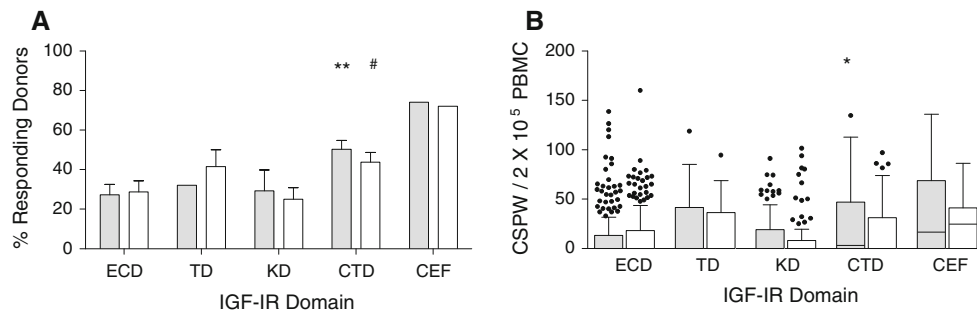 A
% Responding Donors
100
80
60
40
20
0
** #
ECD TD KD CTD CEF
IGF-IR Domain
B
CSPW / 2 X 10⁵ PBMC
200
150
100
50
0
*
ECD TD KD CTD CEF
IGF-IR Domain